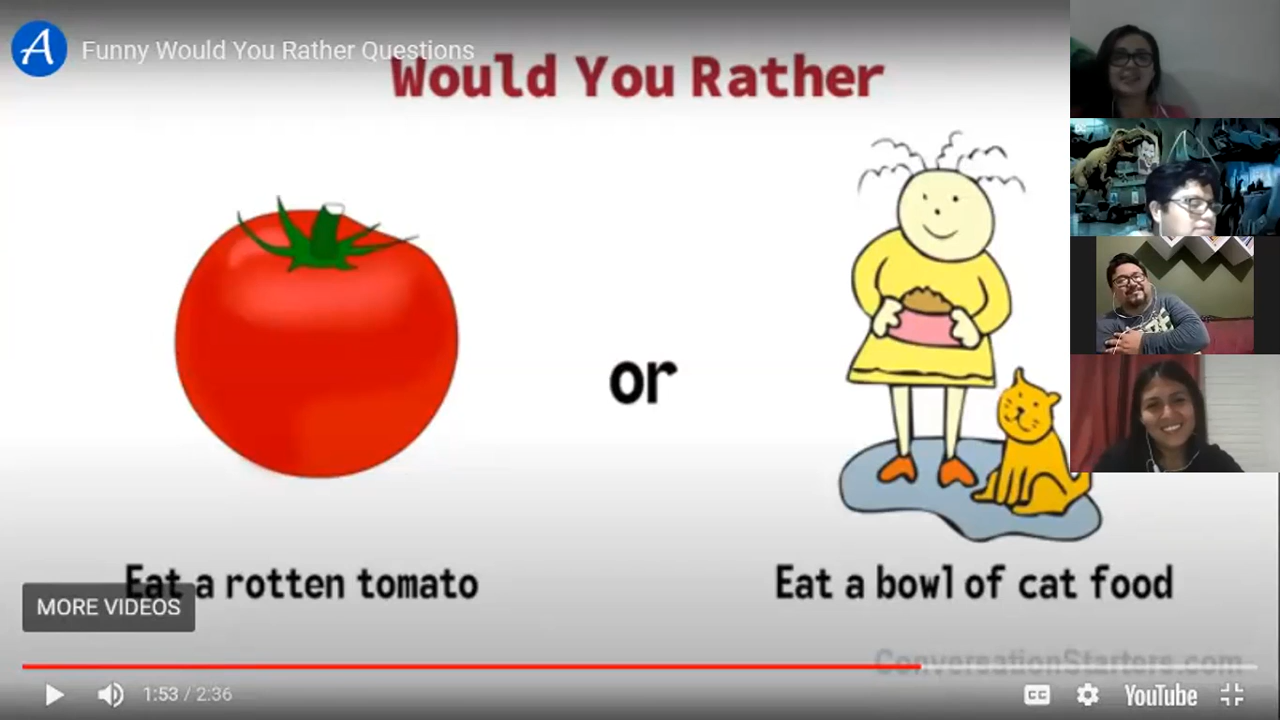 A Funny Would You Rather Questions
Would You Rather
or
Eat a rotten tomato
Eat a bowl of cat food
MORE VIDEOS
ConversationStarters.com
1:53 / 2:36
CC
YouTube